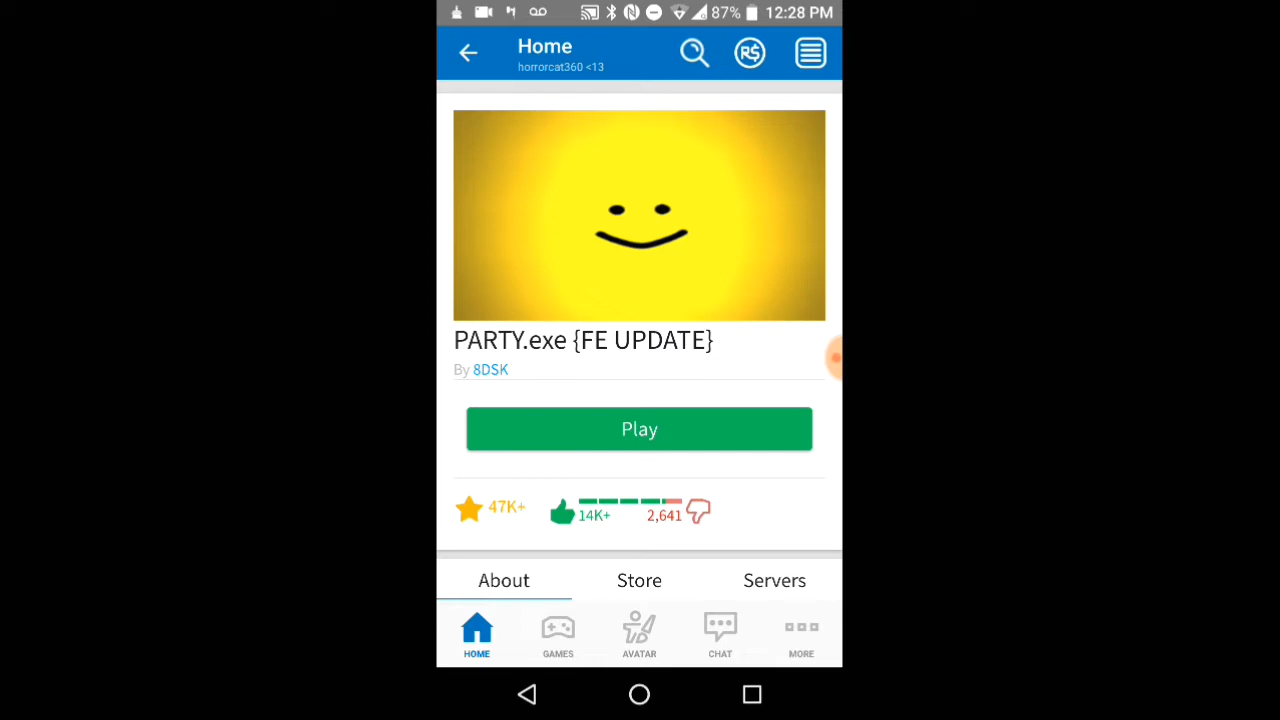 87% 12:28 PM
Home
horrorcat360 <13
R$
PARTY.exe {FE UPDATE}
By 8DSK
Play
47K+
14K+
2,641
About Store Servers
HOME GAMES AVATAR CHAT MORE